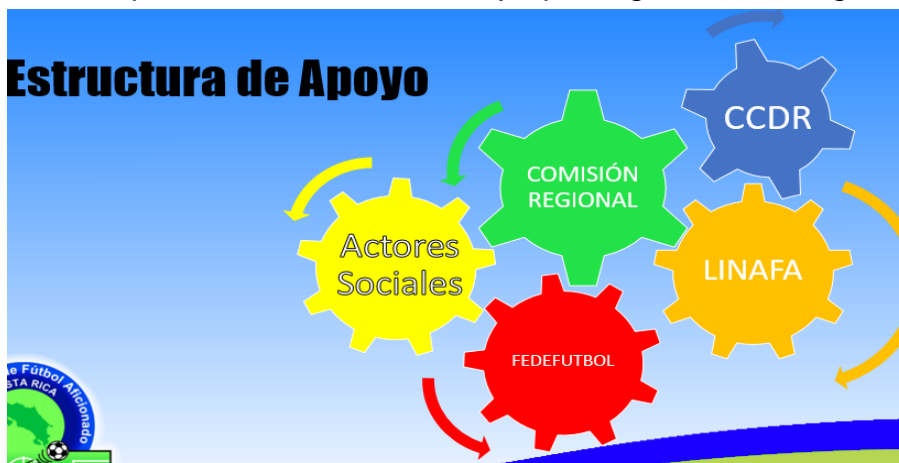 Estructura de Apoyo
CCDR
COMISIÓN
REGIONAL
Actores
Sociales
LINAFA
FEDEFUTBOL
e Fútbol Aficionado
STA RICA